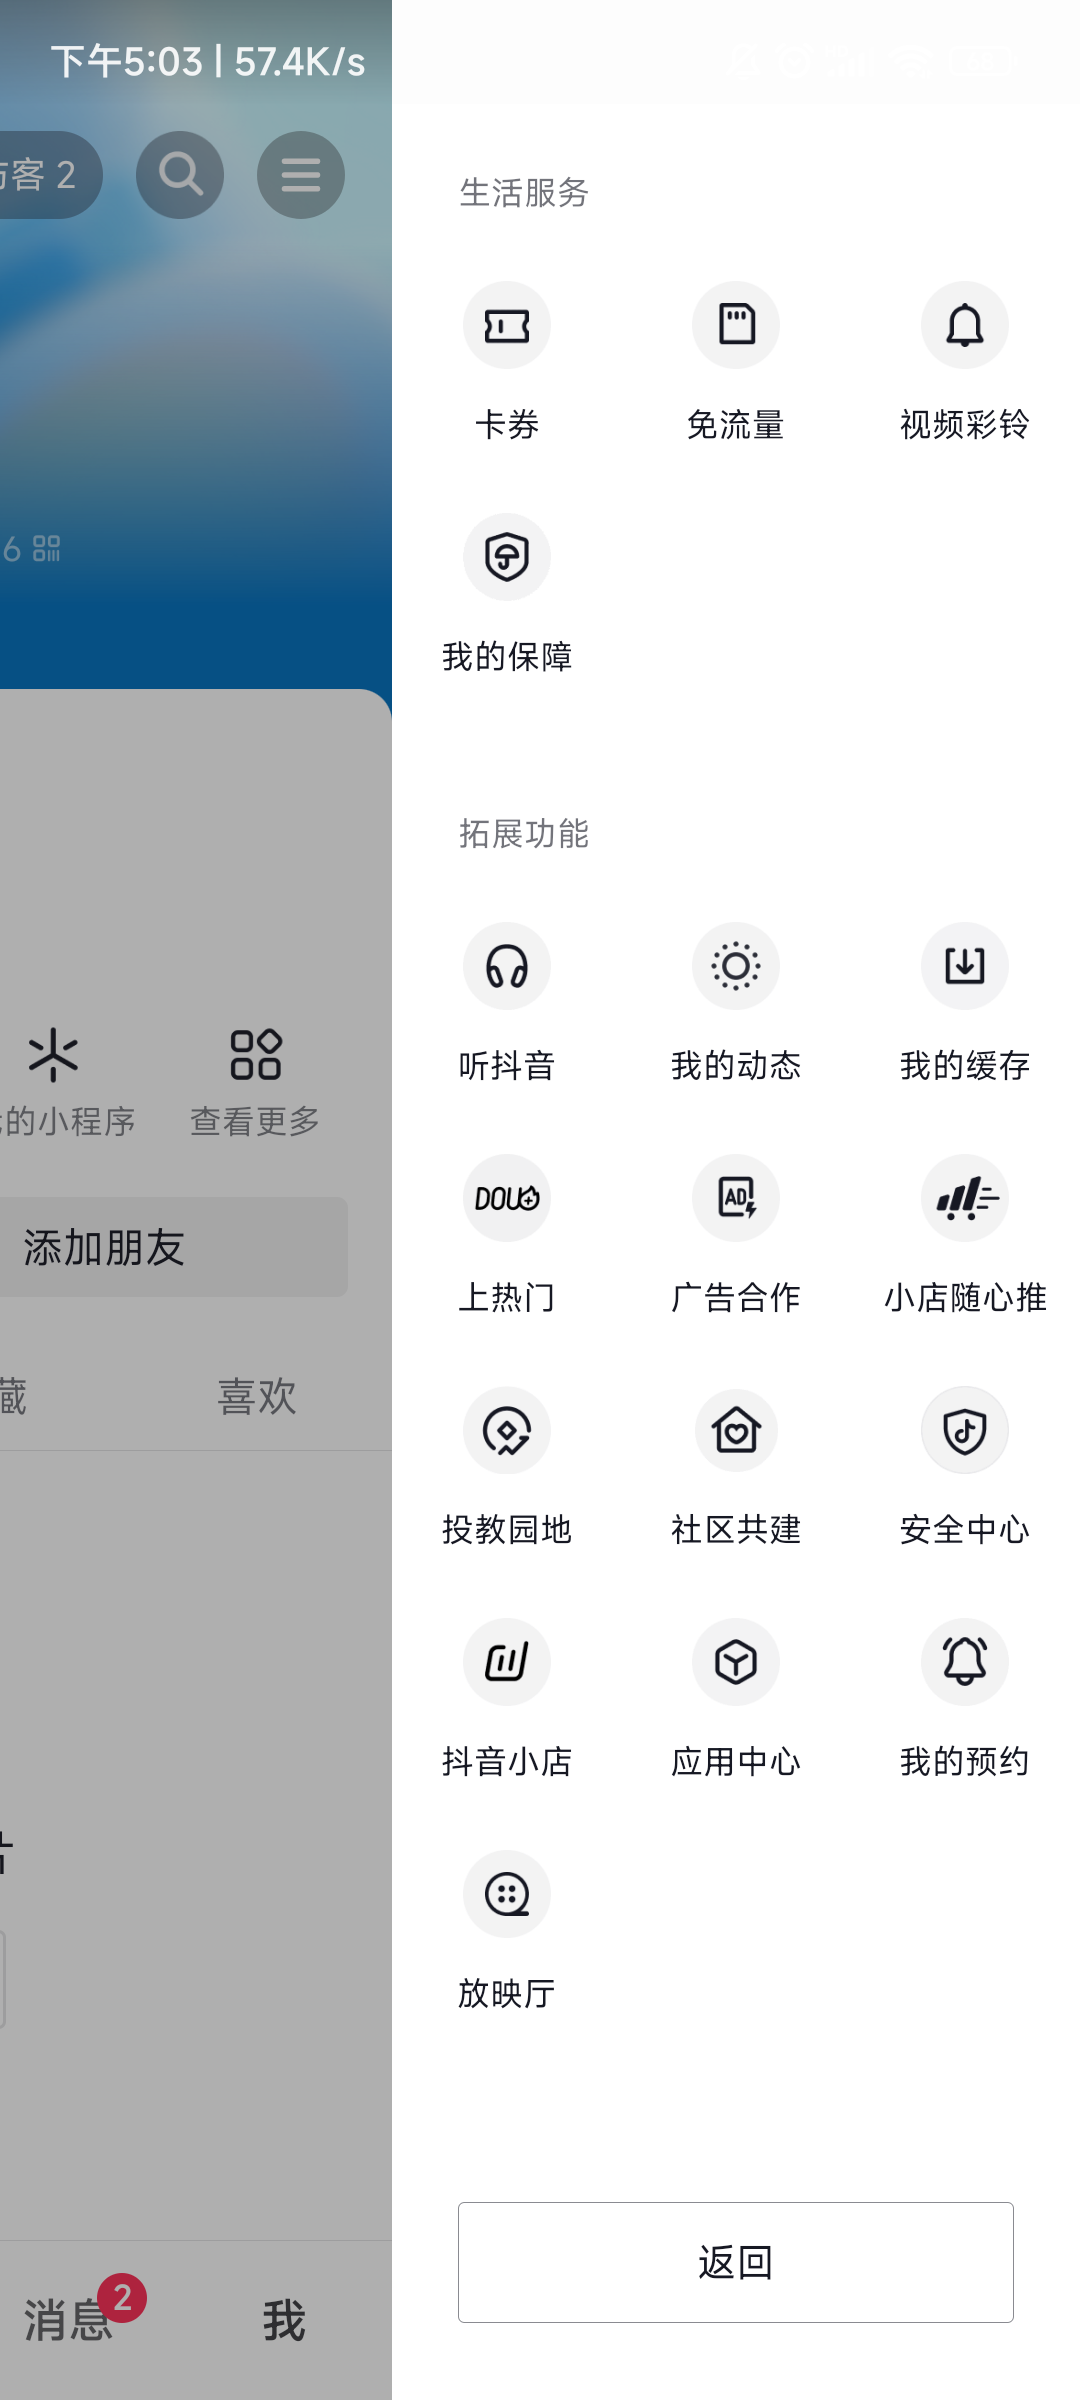 下午5:03 | 57.4K/s
访客 2
生活服务
卡券
免流量
视频彩铃
6
我的保障
拓展功能
听抖音
我的动态
我的缓存
的小程序
查看更多
DOU+
AD
上热门
广告合作
小店随心推
添加朋友
藏
喜欢
投教园地
社区共建
安全中心
抖音小店
应用中心
我的预约
放映厅
返回
消息
2
我